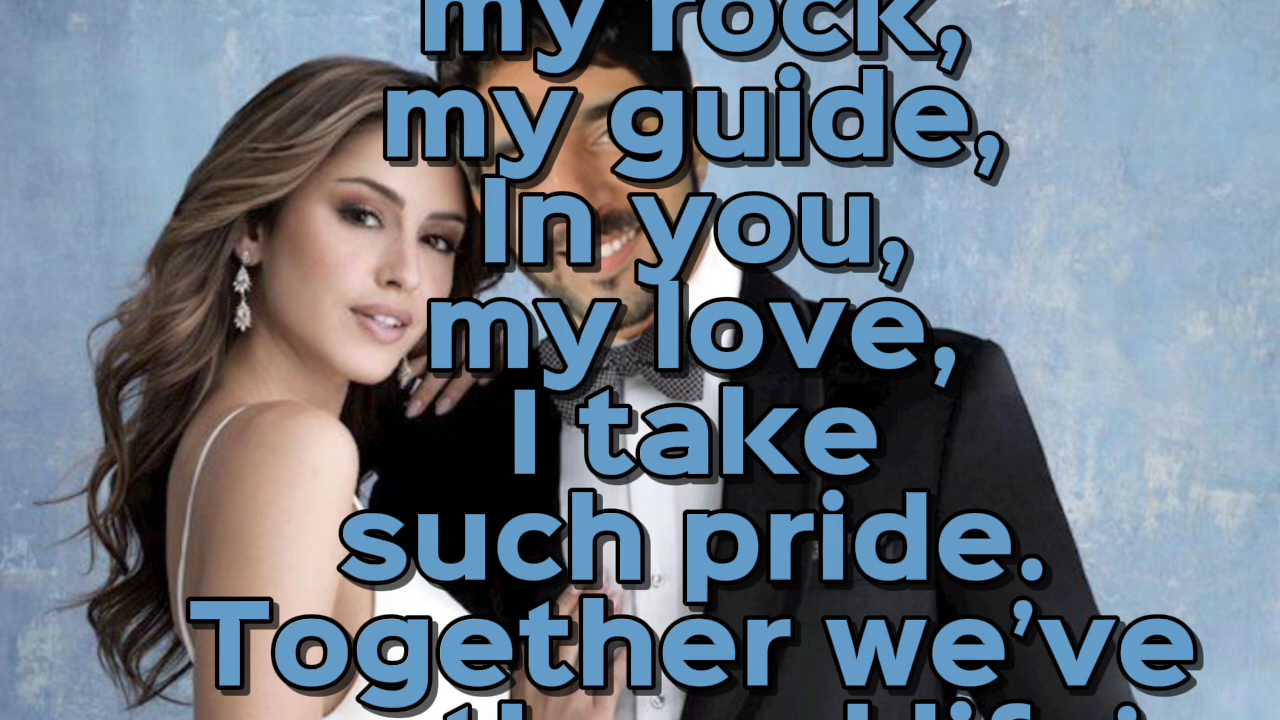 my rock,
my guide,
In you,
my love,
I take
such pride.
Together we've